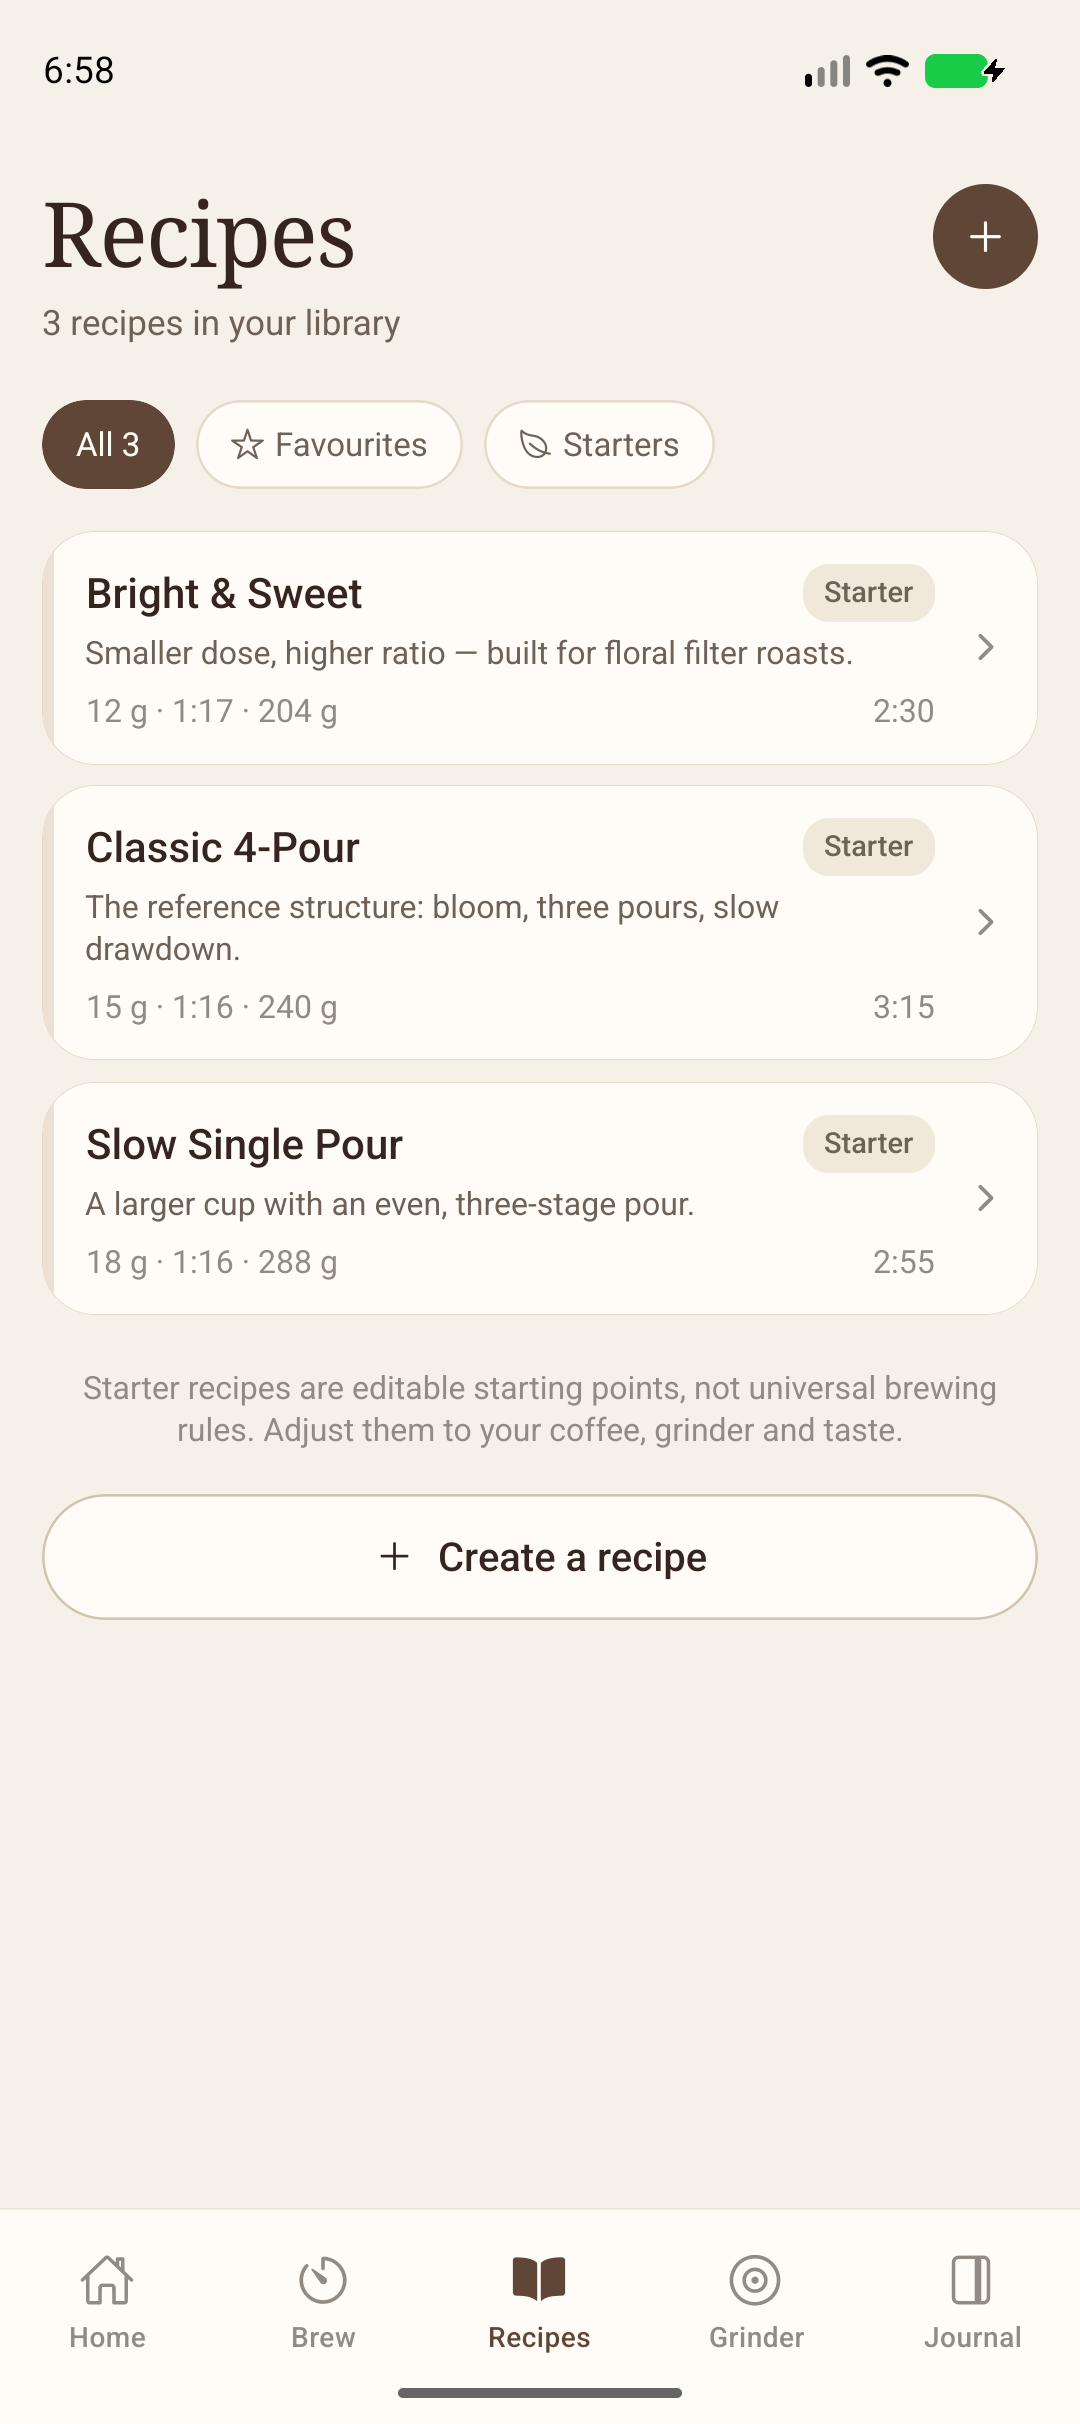 6:58
Recipes
3 recipes in your library
All 3
Favourites
Starters
Bright & Sweet
Starter
Smaller dose, higher ratio — built for floral filter roasts.
12 g · 1:17 · 204 g
2:30
Classic 4-Pour
Starter
The reference structure: bloom, three pours, slow
drawdown.
15 g · 1:16 · 240 g
3:15
Slow Single Pour
Starter
A larger cup with an even, three-stage pour.
18 g · 1:16 · 288 g
2:55
Starter recipes are editable starting points, not universal brewing
rules. Adjust them to your coffee, grinder and taste.
Create a recipe
Home
Brew
Recipes
Grinder
Journal